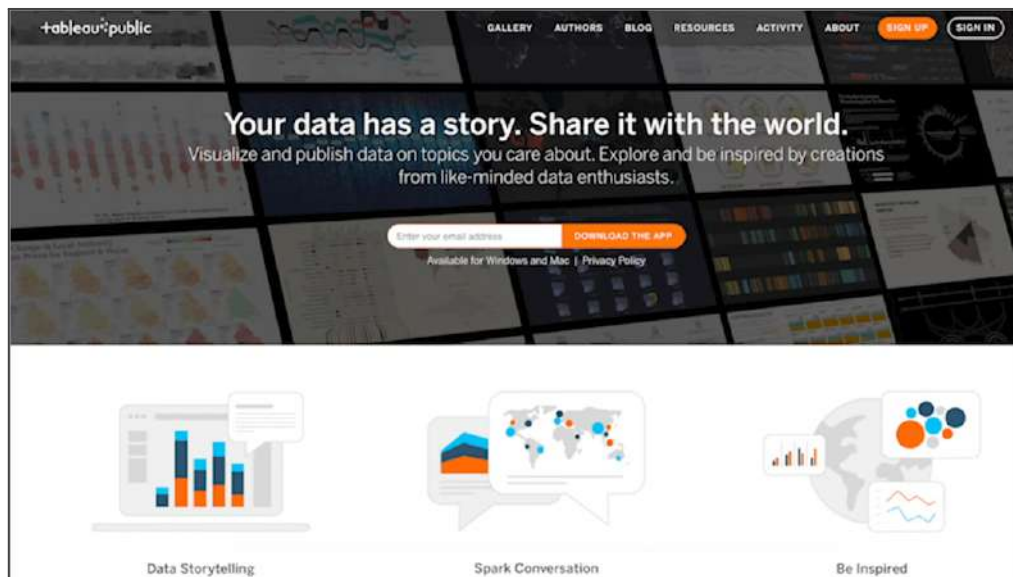 +ableau public
GALLERY AUTHORS BLOG RESOURCES ACTIVITY ABOUT SIGN UP SIGN IN
Your data has a story. Share it with the world.
Visualize and publish data on topics you care about. Explore and be inspired by creations
from like-minded data enthusiasts.
Enter your email address DOWNLOAD THE APP
Available for Windows and Mac | Privacy Policy
Data Storytelling Spark Conversation Be Inspired